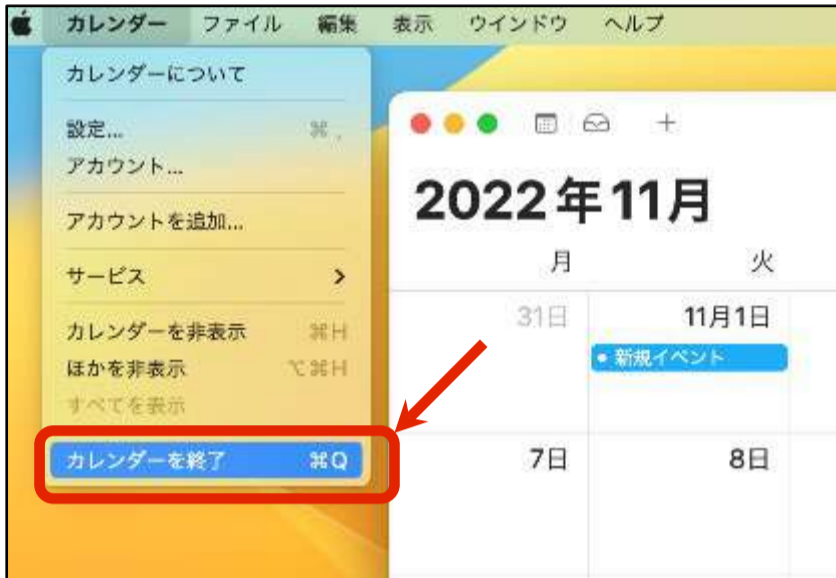 カレンダー ファイル 編集 表示 ウインドウ ヘルプ
カレンダーについて
設定... ⌘ ,
アカウント...
アカウントを追加...
サービス >
カレンダーを非表示 ⌘H
ほかを非表示 ⌥⌘H
すべてを表示
カレンダーを終了 ⌘Q
2022年11月
月 火
31日 11月1日
新規イベント
7日 8日